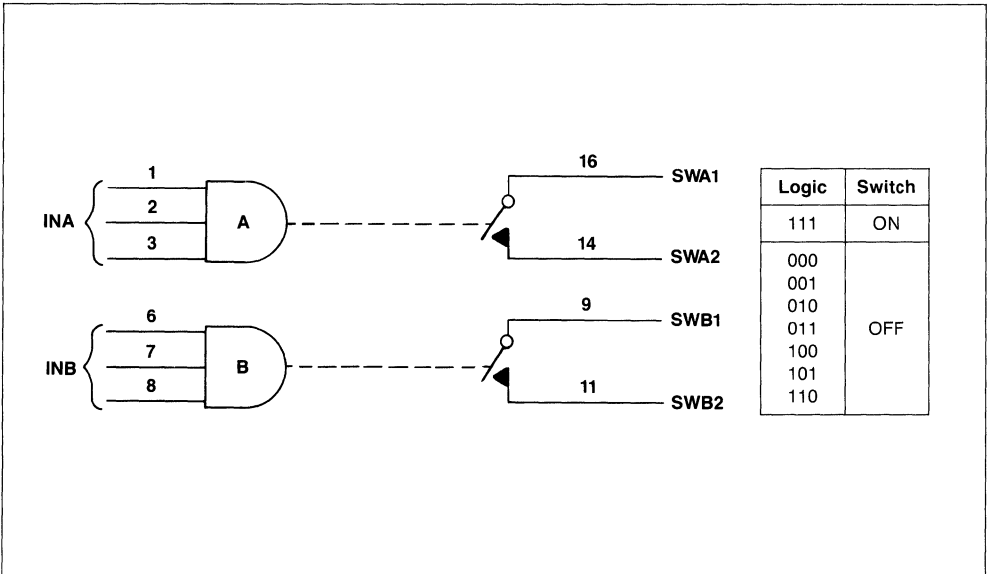 1
2
3
INA
A
16
SWA1
14
SWA2
6
7
8
INB
B
9
SWB1
11
SWB2
Logic Switch
111 ON
000
001
010
011 OFF
100
101
110